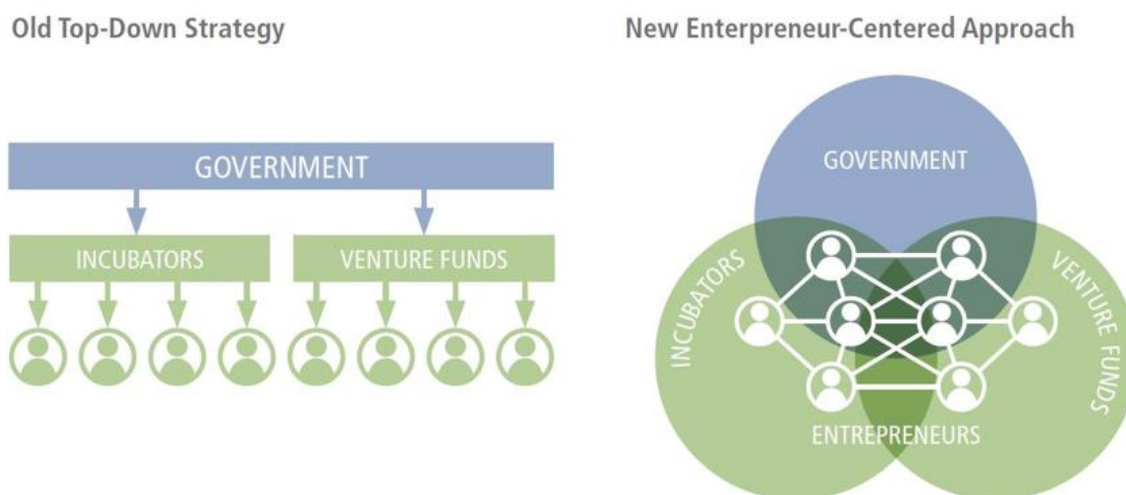 Old Top-Down Strategy
New Enterpreneur-Centered Approach
GOVERNMENT
INCUBATORS
VENTURE FUNDS
GOVERNMENT
INCUBATORS
VENTURE FUNDS
ENTREPRENEURS